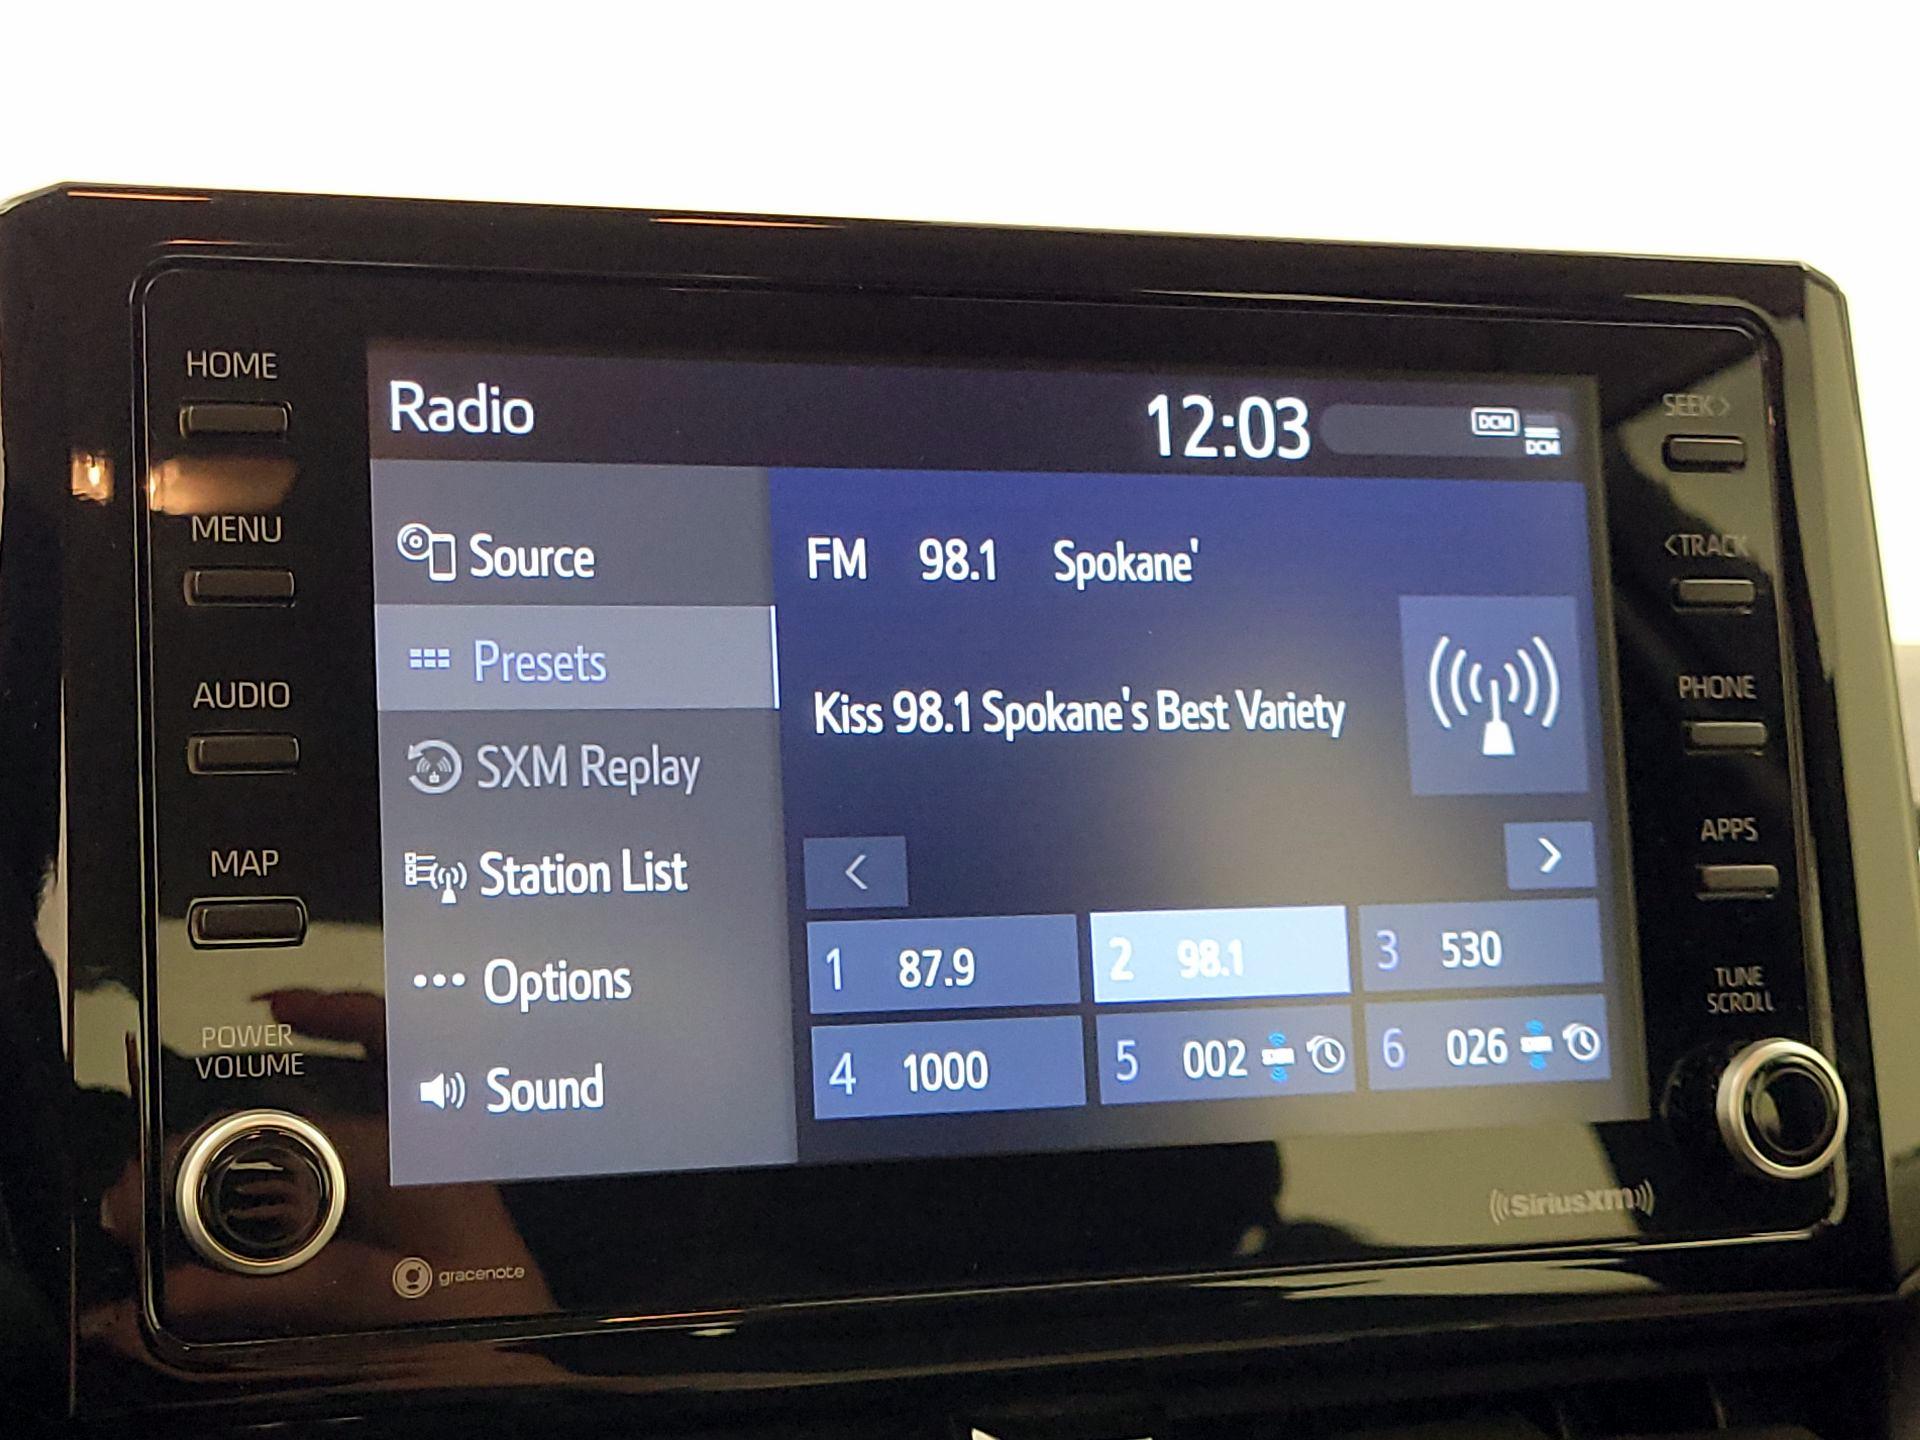 HOME
MENU
AUDIO
MAP
POWER
VOLUME
Radio
12:03
DCM
DCM
Source
Presets
SXM Replay
Station List
Options
Sound
FM 98.1 Spokane'
Kiss 98.1 Spokane's Best Variety
<
>
1 87.9
2 98.1
3 530
4 1000
5 002
6 026
SEEK>
<TRACK
PHONE
APPS
TUNE
SCROLL
gracenote
((SiriusXM))